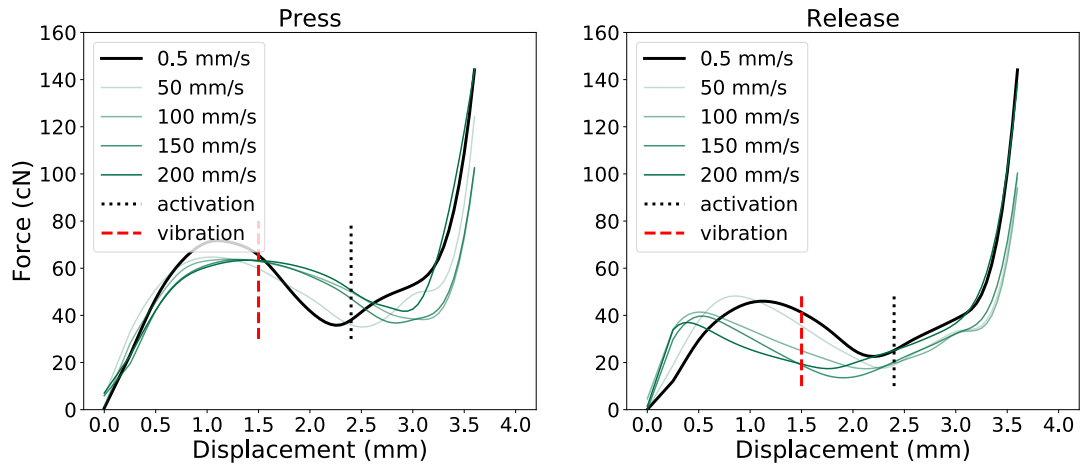 Press
160
140
120
100
80
60
40
20
0
Force (cN)
0.5 mm/s
50 mm/s
100 mm/s
150 mm/s
200 mm/s
activation
vibration
0.0 0.5 1.0 1.5 2.0 2.5 3.0 3.5 4.0
Displacement (mm)
Release
160
140
120
100
80
60
40
20
0
0.5 mm/s
50 mm/s
100 mm/s
150 mm/s
200 mm/s
activation
vibration
0.0 0.5 1.0 1.5 2.0 2.5 3.0 3.5 4.0
Displacement (mm)